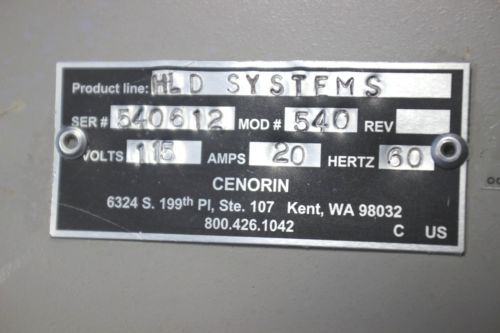 Product line: HLD SYSTEMS
SER # 540612 MOD # 540 REV
VOLTS 115 AMPS 20 HERTZ 60
CENORIN
6324 S. 199th Pl, Ste. 107 Kent, WA 98032
800.426.1042
C US